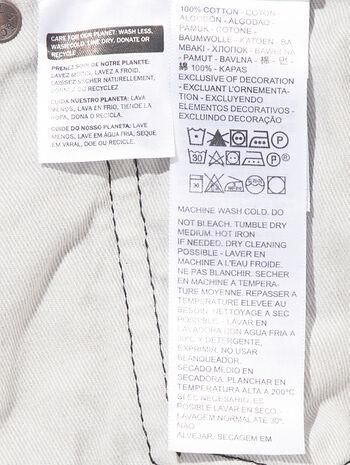 CARE FOR OUR PLANET: WASH LESS,
WASH COLD, LINE DRY, DONATE OR
RECYCLE
PRENEZ SOIN DE NOTRE PLANETE:
LAVEZ MOINS, LAVEZ A FROID,
LAISSEZ SECHER NATURELLEMENT,
DONNEZ OU RECYCLEZ.
CUIDA NUESTRO PLANETA: LAVA
MENOS, LAVA EN FRIO, TIENDE LA
ROPA, DONA O RECICLA.
CUIDE DO NOSSO PLANETA: LAVE
MENOS, LAVE EM ÁGUA FRIA, SEQUE
EM VARAL, DOE OU RECICLE.
100% COTTON - COTON -
ALGODÓN - ALGODÃO -
PAMUK - COTONE -
BAUMWOLLE - KATOEN - BA
MBAKI - ХЛОПОК - BAWEŁNA
- PAMUT - BAVLNA - 棉 - 면 -
綿 100% - KAPAS
EXCLUSIVE OF DECORATION
- EXCLUANT L'ORNEMENTA-
TION - EXCLUYENDO
ELEMENTOS DECORATIVOS -
EXCLUINDO DECORAÇÃO
30
P
30
P
MACHINE WASH COLD. DO
NOT BLEACH. TUMBLE DRY
MEDIUM. HOT IRON
IF NEEDED. DRY CLEANING
POSSIBLE - LAVER EN
MACHINE A L'EAU FROIDE.
NE PAS BLANCHIR. SECHER
EN MACHINE A TEMPERA-
TURE MOYENNE. REPASSER A
TEMPERATURE ELEVEE AU
BESOIN. NETTOYAGE A SEC
POSSIBLE - LAVAR EN
LAVADORA CON AGUA FRIA A
30ºC Y DETERGENTE,
EXPRIMIR. NO USAR
BLANQUEADOR.
SECADO MEDIO EN
SECADORA. PLANCHAR EN
TEMPERATURA ALTA A 200°C
SI ES NECESARIO. ES
POSIBLE LAVAR EN SECO -
LAVAGEM NORMAL ATE 30º.
NÃO
ALVEJAR. SECAGEM EM